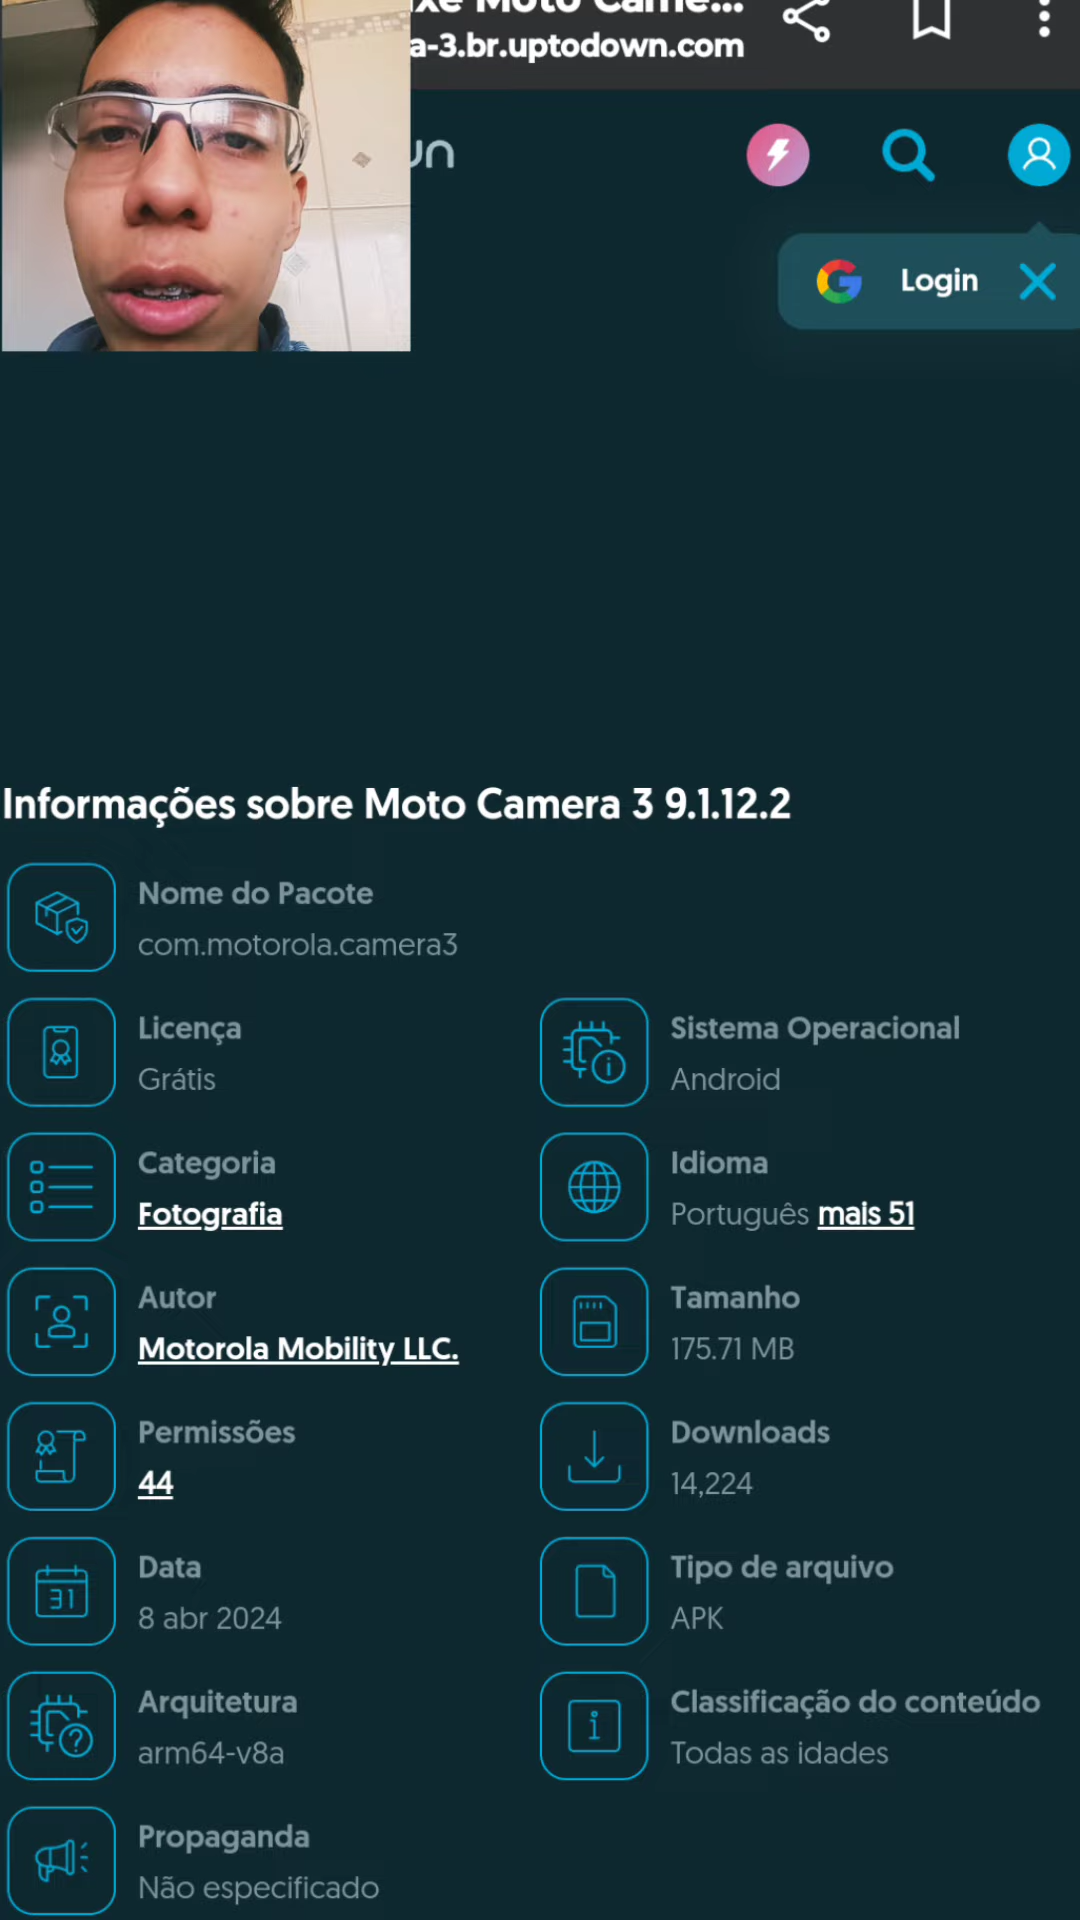 Moto Came...
a-3.br.uptodown.com
Login
Informações sobre Moto Camera 3 9.1.12.2
Nome do Pacote
com.motorola.camera3
Licença
Grátis
Sistema Operacional
Android
Categoria
Fotografia
Idioma
Português mais 51
Autor
Motorola Mobility LLC.
Tamanho
175.71 MB
Permissões
44
Downloads
14,224
Data
31
8 abr 2024
Tipo de arquivo
APK
Arquitetura
arm64-v8a
Classificação do conteúdo
Todas as idades
Propaganda
Não especificado